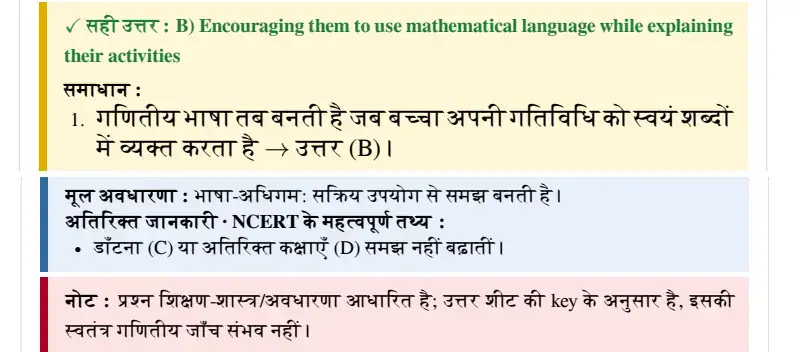 ✓ सही उत्तर : B) Encouraging them to use mathematical language while explaining
their activities
समाधान :
1. गणितीय भाषा तब बनती है जब बच्चा अपनी गतिविधि को स्वयं शब्दों
में व्यक्त करता है → उत्तर (B)।
मूल अवधारणा : भाषा-अधिगम: सक्रिय उपयोग से समझ बनती है।
अतिरिक्त जानकारी · NCERT के महत्वपूर्ण तथ्य :
• डाँटना (C) या अतिरिक्त कक्षाएँ (D) समझ नहीं बढ़ातीं।
नोट : प्रश्न शिक्षण-शास्त्र/अवधारणा आधारित है; उत्तर शीट की key के अनुसार है, इसकी
स्वतंत्र गणितीय जाँच संभव नहीं।